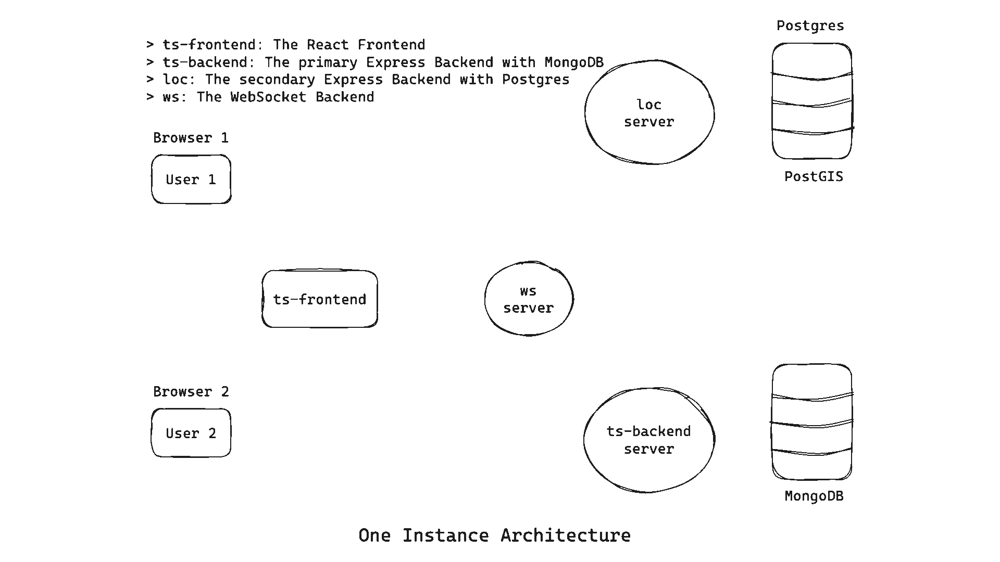 > ts-frontend: The React Frontend
> ts-backend: The primary Express Backend with MongoDB
> loc: The secondary Express Backend with Postgres
> ws: The WebSocket Backend
Postgres
loc
server
PostGIS
Browser 1
User 1
ts-frontend
ws
server
Browser 2
User 2
ts-backend
server
MongoDB
One Instance Architecture